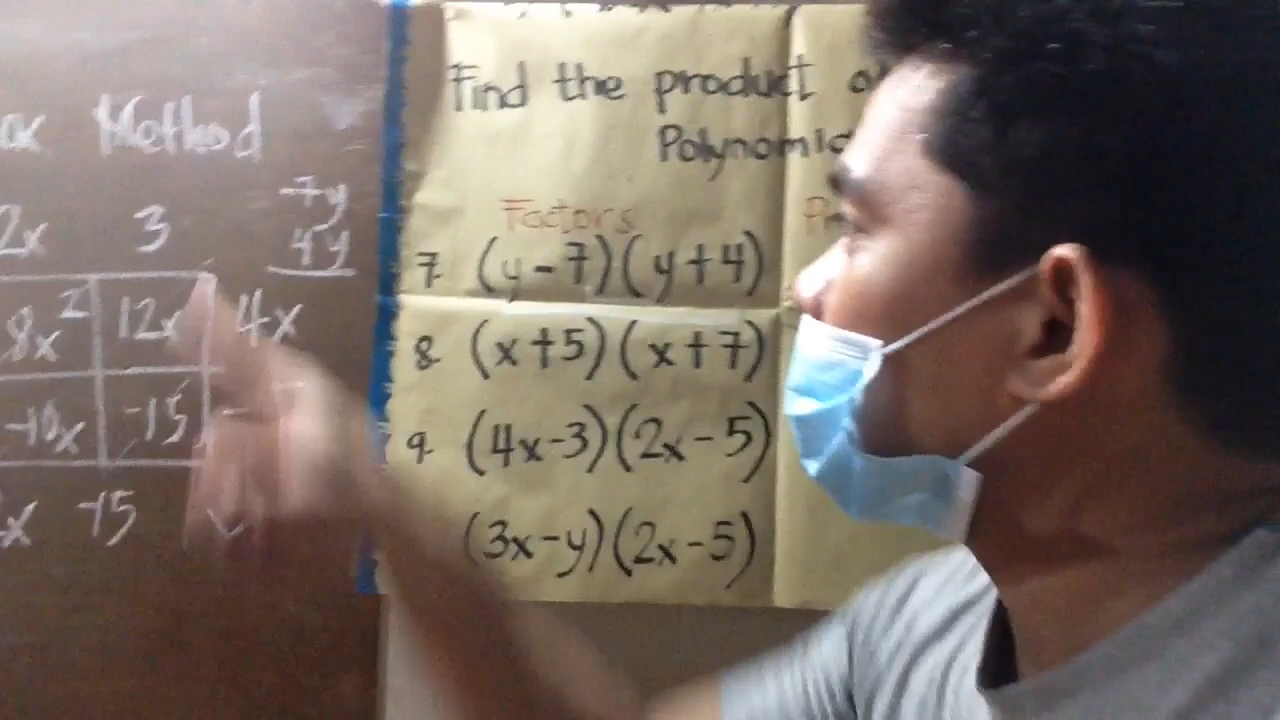 Method
2x 3
-7y
4y
8x² 12x 4x
-10x -15 -
x -15
Find the product
Polynomi
Factors
7. (y-7)(y+4)
8. (x+5)(x+7)
9. (4x-3)(2x-5)
(3x-y)(2x-5)